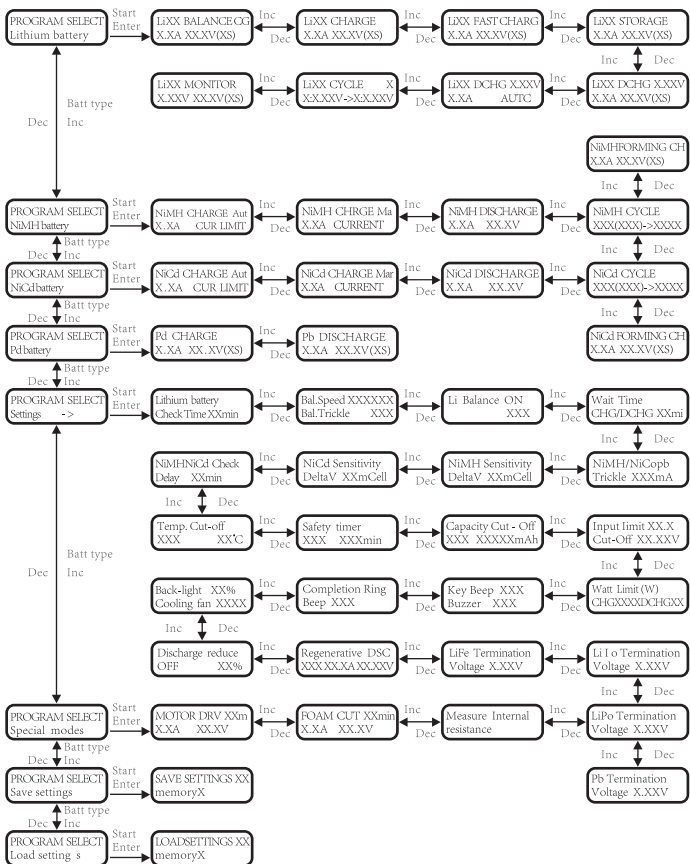 PROGRAM SELECT
Lithium battery
Start
Enter
LiXX BALANCE CG
X.XA XX.XV(XS)
Inc
Dec
LiXX CHARGE
X.XA XX.XV(XS)
Inc
Dec
LiXX FAST CHARG
X.XA XX.XV(XS)
Inc
Dec
LiXX STORAGE
X.XA XX.XV(XS)
Inc Dec
LiXX MONITOR
X.XXV XX.XV(XS)
Inc
Dec
LiXX CYCLE X
X:X.XXV->X:X.XXV
Inc
Dec
LiXX DCHG X.XXV
X.XA AUTC
Inc
Dec
LiXX DCHG X.XXV
X.XA XX.XV(XS)
Batt type
Dec Inc
NiMHFORMING CH
X.XA XX.XV(XS)
Inc Dec
PROGRAM SELECT
NiMH battery
Start
Enter
NiMH CHARGE Aut
X.XA CUR LIMIT
Inc
Dec
NiMH CHRGE Ma
X.XA CURRENT
Inc
Dec
NiMH DISCHARGE
X.XA XX.XV
Inc
Dec
NiMH CYCLE
XXX(XXX)->XXXX
Batt type
Dec Inc
Inc Dec
PROGRAM SELECT
NiCdbattery
Start
Enter
NiCd CHARGE Aut
X.XA CUR LIMIT
Inc
Dec
NiCd CHARGE Mar
X.XA CURRENT
Inc
Dec
NiCd DISCHARGE
X.XA XX.XV
Inc
Dec
NiCd CYCLE
XXX(XXX)->XXXX
Batt type
Dec Inc
Inc Dec
PROGRAM SELECT
Pdbattery
Start
Enter
Pd CHARGE
X.XA XX.XV(XS)
Inc
Dec
Pb DISCHARGE
X.XA XX.XV(XS)
NiCd FORMING CH
X.XA XX.XV(XS)
Batt type
Dec Inc
PROGRAM SELECT
Settings ->
Start
Enter
Lithium battery
Check Time XXmin
Inc
Dec
Bal.Speed XXXXXX
Bal.Trickle XXX
Inc
Dec
Li Balance ON
XXX
Inc
Dec
Wait Time
CHG/DCHG XXmi
Inc Dec
NiMHNiCd Check
Delay XXmin
Inc
Dec
NiCd Sensitivity
DeltaV XXmCell
Inc
Dec
NiMH Sensitivity
DeltaV XXmCell
Inc
Dec
NiMH/NiCopb
Trickle XXXmA
Inc Dec
Inc Dec
Temp. Cut-off
XXX XX°C
Inc
Dec
Safety timer
XXX XXXmin
Inc
Dec
Capacity Cut - Off
XXX XXXXXmAh
Inc
Dec
Input Iimit XX.X
Cut-Off XX.XXV
Batt type
Dec Inc
Inc Dec
Back-light XX%
Cooling fan XXXX
Inc
Dec
Completion Ring
Beep XXX
Inc
Dec
Key Beep XXX
Buzzer XXX
Inc
Dec
Watt Limit (W)
CHGXXXXDCHGXX
Inc Dec
Inc Dec
Discharge reduce
OFF XX%
Inc
Dec
Regenerative DSC
XXX XX.XA XX.XXV
Inc
Dec
LiFe Termination
Voltage X.XXV
Inc
Dec
Li I o Termination
Voltage X.XXV
Inc Dec
PROGRAM SELECT
Special modes
Start
Enter
MOTOR DRV XXm
X.XA XX.XV
Inc
Dec
FOAM CUT XXmin
X.XA XX.XV
Inc
Dec
Measure Internal
resistance
Inc
Dec
LiPo Termination
Voltage X.XXV
Batt type
Dec Inc
Inc Dec
PROGRAM SELECT
Save settings
Start
Enter
SAVE SETTINGS XX
memoryX
Pb Termination
Voltage X.XXV
Batt type
Dec Inc
PROGRAM SELECT
Load setting s
Start
Enter
LOADSETTINGS XX
memoryX